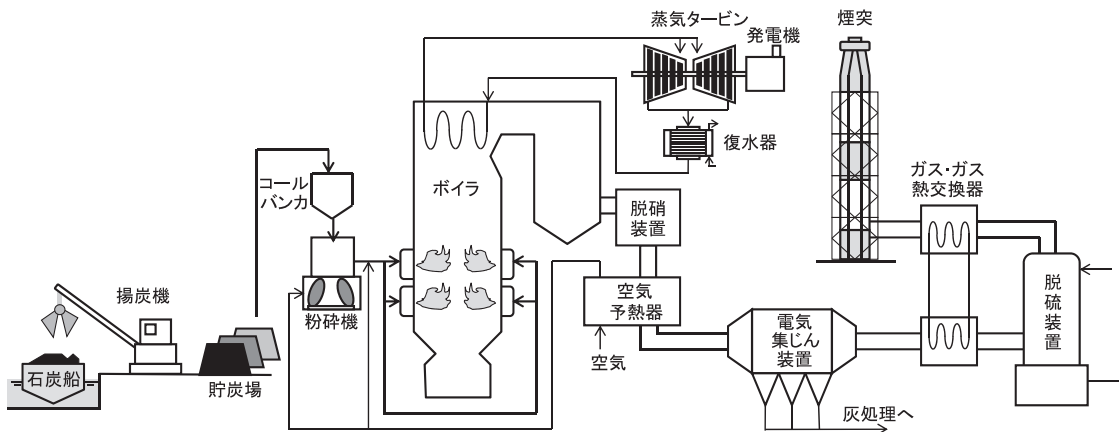 石炭船
揚炭機
貯炭場
コール
バンカ
粉砕機
ボイラ
蒸気タービン
発電機
復水器
脱硝
装置
空気
予熱器
空気
電気
集じん
装置
灰処理へ
ガス・ガス
熱交換器
脱硫装置
煙突